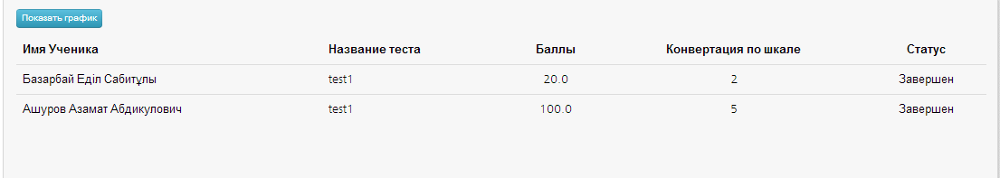 Показать график
Имя Ученика Название теста Баллы Конвертация по шкале Статус
Базарбай Еділ Сабитұлы test1 20.0 2 Завершен
Ашуров Азамат Абдикулович test1 100.0 5 Завершен